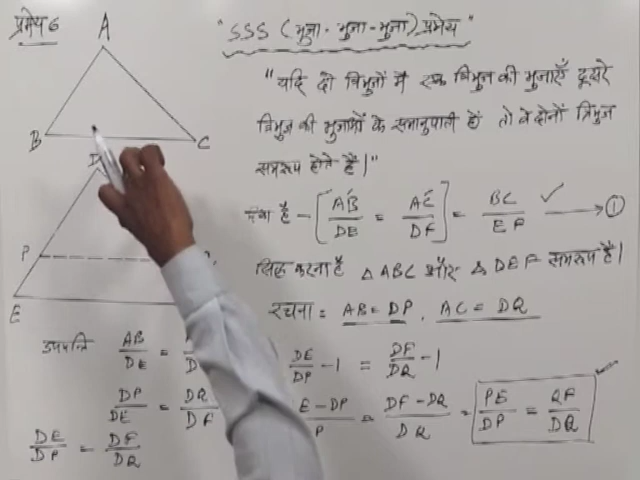 प्रमेय 6
"SSS (भुजा - भुजा - भुजा) प्रमेय"
A
B
C
D
P
E
"यदि दो त्रिभुजों में एक त्रिभुज की भुजाएँ दूसरे
त्रिभुज की भुजाओं के समानुपाती हों तो वे दोनों त्रिभुज
समरूप होते हैं।"
दिया है - [AB/DE = AC/DF] = BC/EF ✓ → ①
सिद्ध करना है △ABC और △DEF समरूप हैं।
रचना: AB = DP, AC = DQ
उपपत्ति AB/DE =
DP/DE = DQ/DF
DE/DP = DF/DQ
DE/DP - 1 = DF/DQ - 1
E - DP/P = DF - DQ/DQ = PE/DP = QF/DQ